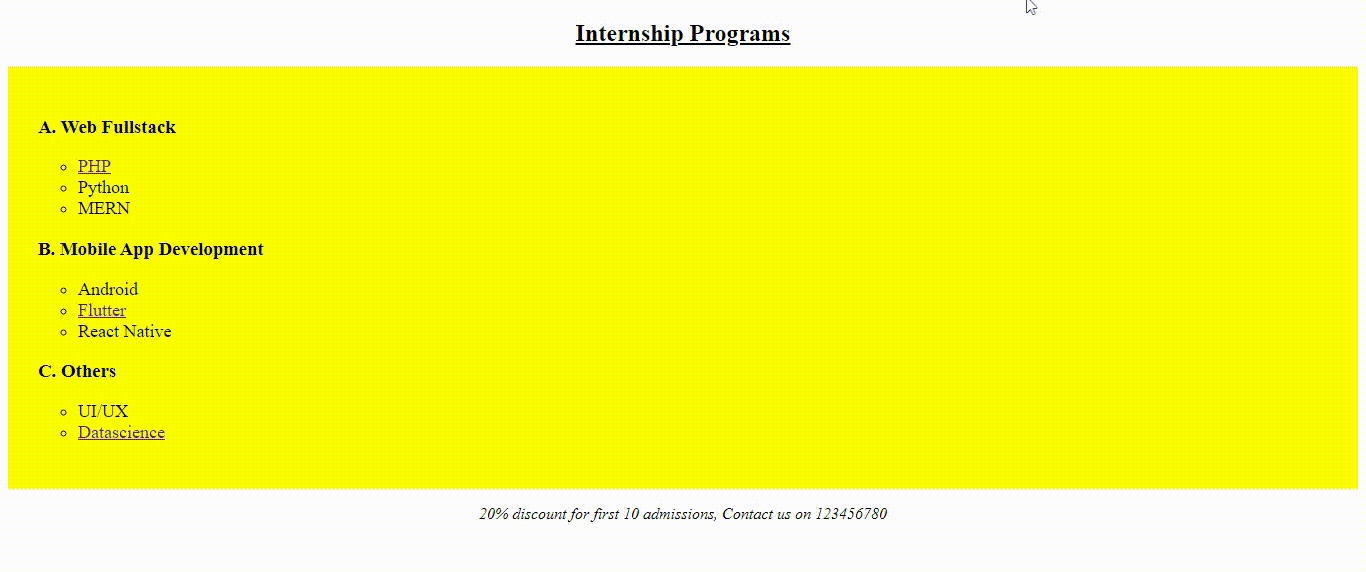 Internship Programs
A. Web Fullstack
PHP
Python
MERN
B. Mobile App Development
Android
Flutter
React Native
C. Others
UI/UX
Datascience
20% discount for first 10 admissions, Contact us on 123456780